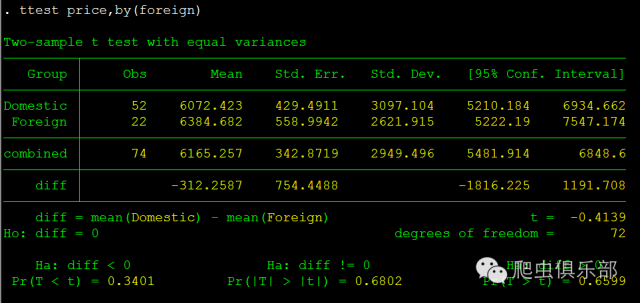 . ttest price,by(foreign)
Two-sample t test with equal variances
Group Obs Mean Std. Err. Std. Dev. [95% Conf. Interval]
Domestic 52 6072.423 429.4911 3097.104 5210.184 6934.662
Foreign 22 6384.682 558.9942 2621.915 5222.19 7547.174
combined 74 6165.257 342.8719 2949.496 5481.914 6848.6
diff -312.2587 754.4488 -1816.225 1191.708
diff = mean(Domestic) - mean(Foreign) t = -0.4139
Ho: diff = 0 degrees of freedom = 72
Ha: diff < 0 Ha: diff != 0 Ha: diff > 0
Pr(T < t) = 0.3401 Pr(|T| > |t|) = 0.6802 Pr(T > t) = 0.6599
爬虫俱乐部